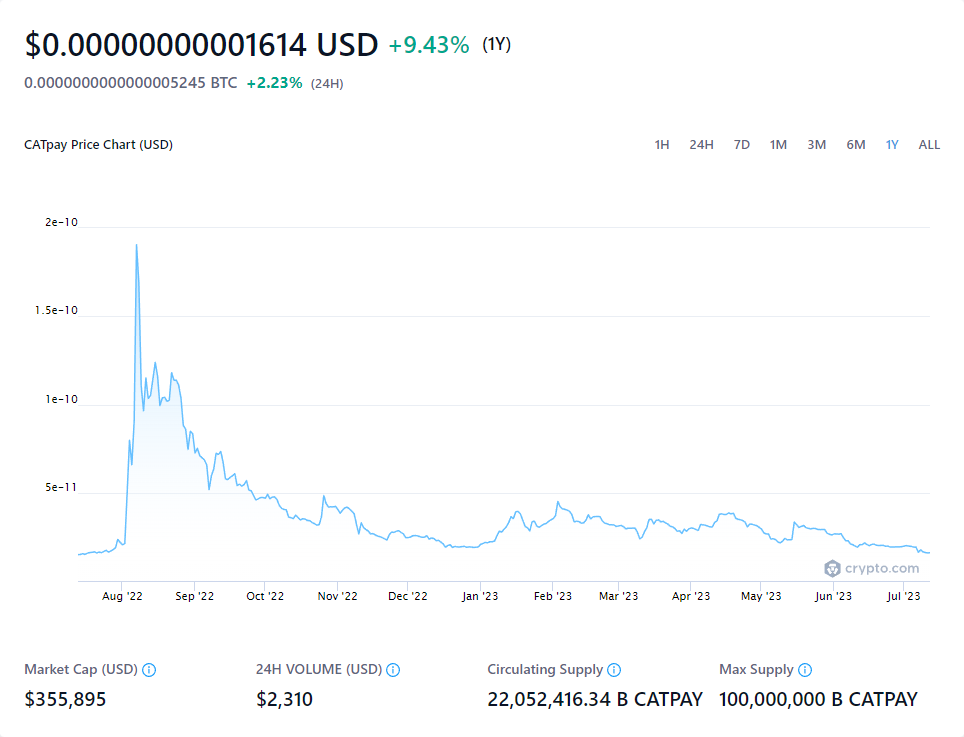 $0.00000000001614 USD +9.43% (1Y)
0.0000000000000005245 BTC +2.23% (24H)
CATpay Price Chart (USD) 1H 24H 7D 1M 3M 6M 1Y ALL
2e-10
1.5e-10
1e-10
5e-11
crypto.com
Aug '22 Sep '22 Oct '22 Nov '22 Dec '22 Jan '23 Feb '23 Mar '23 Apr '23 May '23 Jun '23 Jul '23
Market Cap (USD) 24H VOLUME (USD) Circulating Supply Max Supply
$355,895 $2,310 22,052,416.34 B CATPAY 100,000,000 B CATPAY